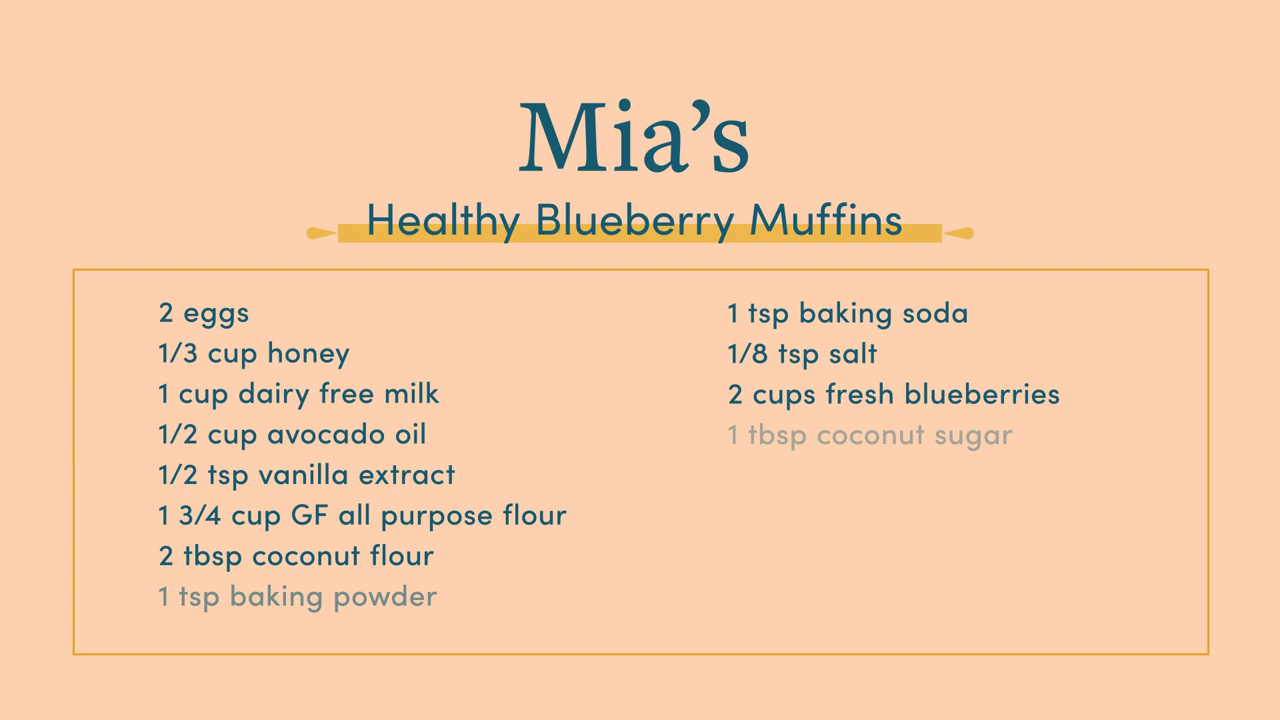 Mia’s
Healthy Blueberry Muffins
2 eggs
1/3 cup honey
1 cup dairy free milk
1/2 cup avocado oil
1/2 tsp vanilla extract
1 3/4 cup GF all purpose flour
2 tbsp coconut flour
1 tsp baking powder
1 tsp baking soda
1/8 tsp salt
2 cups fresh blueberries
1 tbsp coconut sugar